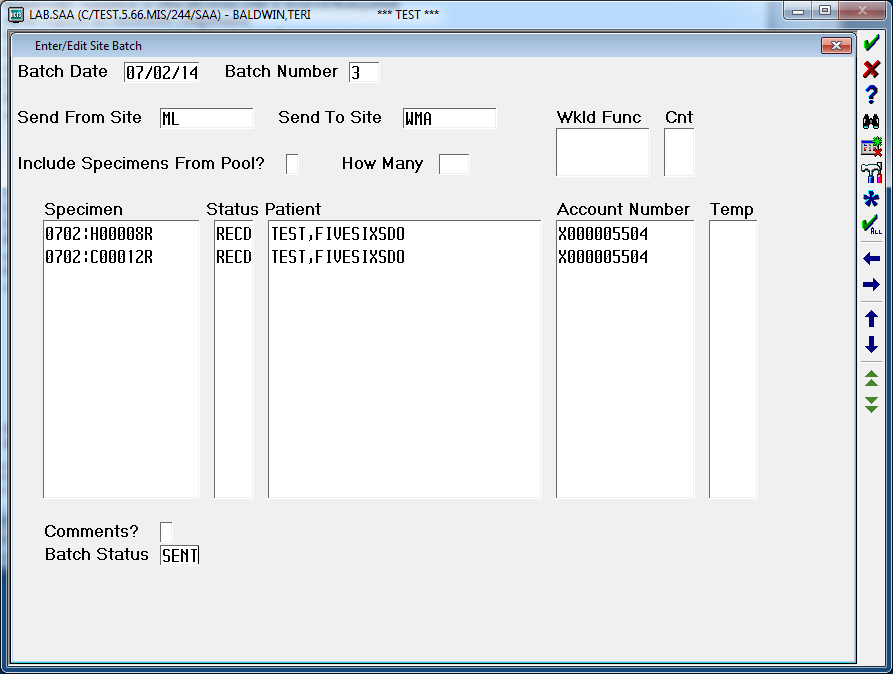 LAB.SAA (C/TEST.5.66.MIS/244/SAA) - BALDWIN,TERI *** TEST ***
Enter/Edit Site Batch
Batch Date 07/02/14 Batch Number 3
Send From Site ML Send To Site WMA Wkld Func Cnt
Include Specimens From Pool? How Many
Specimen Status Patient Account Number Temp
0702:H00008R RECD TEST,FIVESIXSDO X000005504
0702:C00012R RECD TEST,FIVESIXSDO X000005504
Comments?
Batch Status SENT
ALL